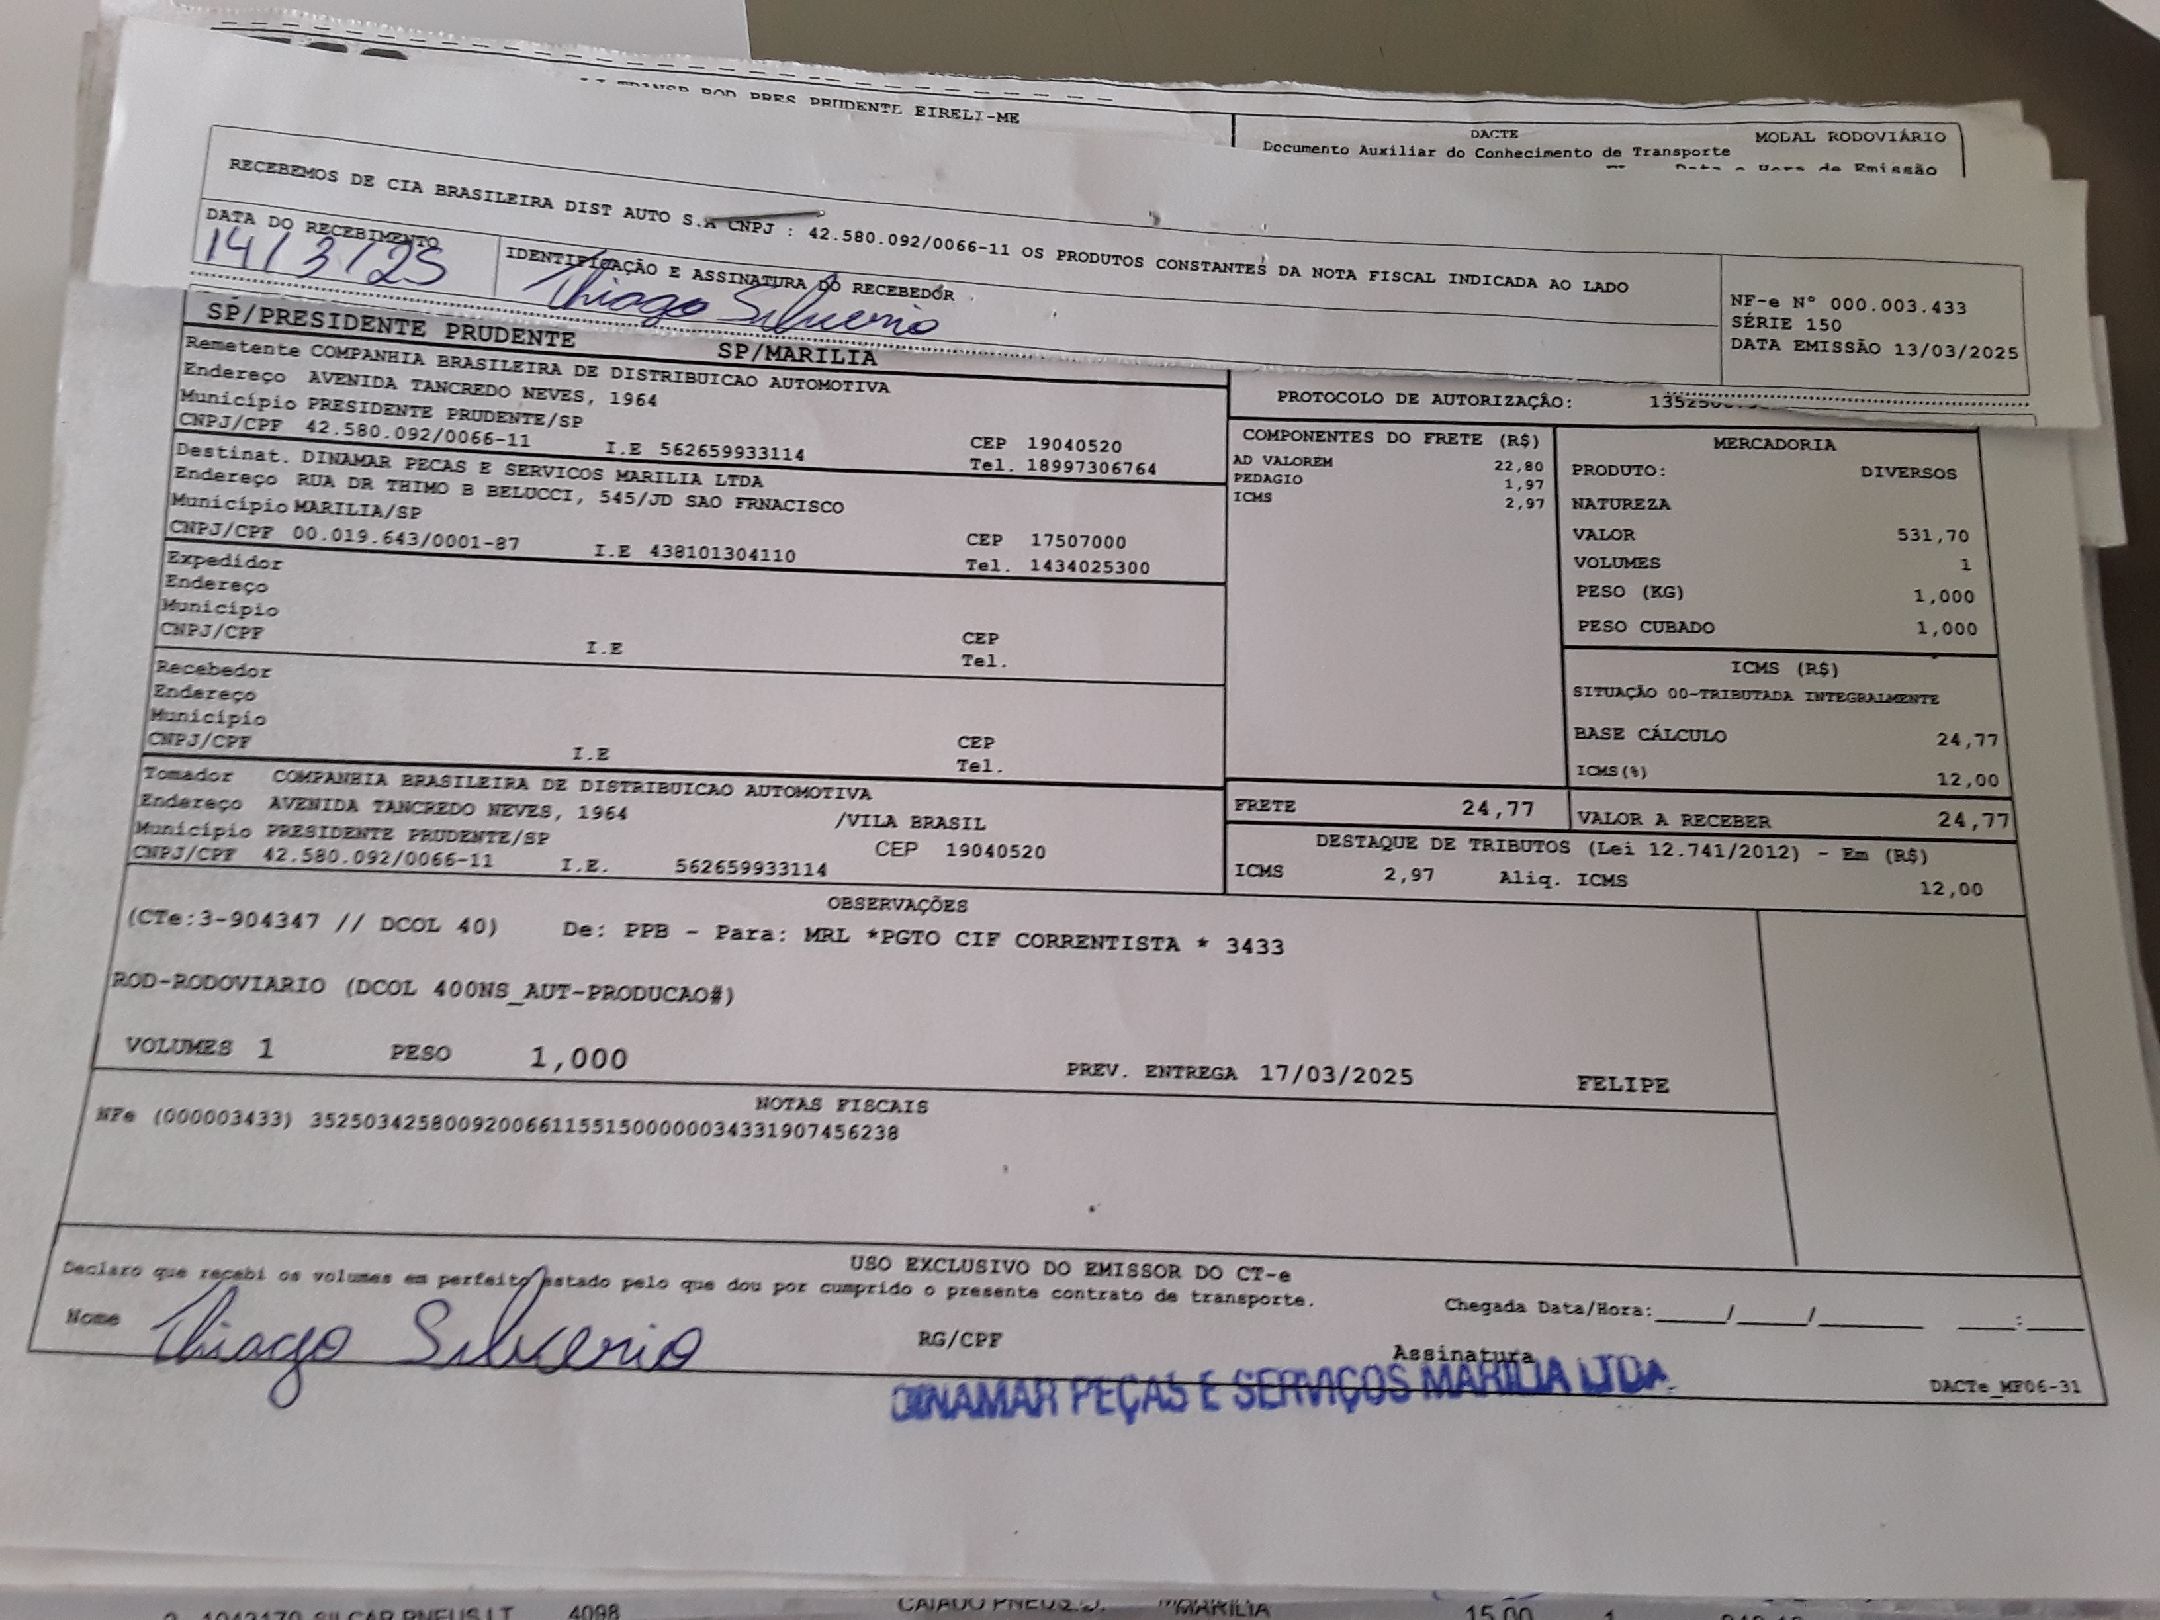 ROD PRES PRUDENTE EIRELI-ME
DACTE
MODAL RODOVIÁRIO
Documento Auxiliar do Conhecimento de Transporte
Data e Hora de Emissão
RECEBEMOS DE CIA BRASILEIRA DIST AUTO S.A CNPJ : 42.580.092/0066-11 OS PRODUTOS CONSTANTES DA NOTA FISCAL INDICADA AO LADO
DATA DO RECEBIMENTO
14/3/25
IDENTIFICAÇÃO E ASSINATURA DO RECEBEDOR
Thiago Silverio
NF-e Nº 000.003.433
SÉRIE 150
DATA EMISSÃO 13/03/2025
SP/PRESIDENTE PRUDENTE SP/MARILIA
Remetente COMPANHIA BRASILEIRA DE DISTRIBUICAO AUTOMOTIVA
Endereço AVENIDA TANCREDO NEVES, 1964
Município PRESIDENTE PRUDENTE/SP CEP 19040520
CNPJ/CPF 42.580.092/0066-11 I.E 562659933114 Tel. 18997306764
Destinat. DINAMAR PECAS E SERVICOS MARILIA LTDA
Endereço RUA DR THIMO B BELUCCI, 545/JD SAO FRNACISCO
Município MARILIA/SP CEP 17507000
CNPJ/CPF 00.019.643/0001-87 I.E 438101304110 Tel. 1434025300
Expedidor
Endereço
Município CEP
CNPJ/CPF I.E Tel.
Recebedor
Endereço
Município CEP
CNPJ/CPF I.E Tel.
Tomador COMPANHIA BRASILEIRA DE DISTRIBUICAO AUTOMOTIVA
Endereço AVENIDA TANCREDO NEVES, 1964 /VILA BRASIL
Município PRESIDENTE PRUDENTE/SP CEP 19040520
CNPJ/CPF 42.580.092/0066-11 I.E. 562659933114
PROTOCOLO DE AUTORIZAÇÃO:
COMPONENTES DO FRETE (R$)
AD VALOREM 22,80
PEDAGIO 1,97
ICMS 2,97
MERCADORIA
PRODUTO: DIVERSOS
NATUREZA
VALOR 531,70
VOLUMES 1
PESO (KG) 1,000
PESO CUBADO 1,000
ICMS (R$)
SITUAÇÃO 00-TRIBUTADA INTEGRALMENTE
BASE CÁLCULO 24,77
ICMS(%) 12,00
FRETE 24,77
VALOR A RECEBER 24,77
DESTAQUE DE TRIBUTOS (Lei 12.741/2012) - Em (R$)
ICMS 2,97 Aliq. ICMS 12,00
OBSERVAÇÕES
(CTe:3-904347 // DCOL 40) De: PPB - Para: MRL *PGTO CIF CORRENTISTA * 3433
ROD-RODOVIARIO (DCOL 400NS_AUT-PRODUCAO#)
VOLUMES 1 PESO 1,000 PREV. ENTREGA 17/03/2025 FELIPE
NOTAS FISCAIS
NFe (000003433) 35250342580092006611551500000034331907456238
USO EXCLUSIVO DO EMISSOR DO CT-e
Declaro que recebi os volumes em perfeito estado pelo que dou por cumprido o presente contrato de transporte.
Chegada Data/Hora:_____/_____/_______ ____:____
Nome Thiago Silverio RG/CPF Assinatura
DINAMAR PEÇAS E SERVIÇOS MARILIA LTDA.
DACTe_MF06-31
4098
MARILIA
15,00